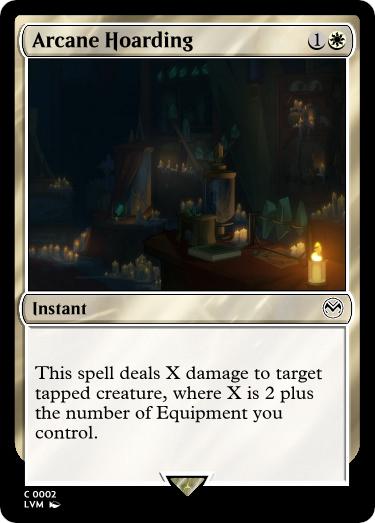 Arcane Hoarding 1
Instant
This spell deals X damage to target
tapped creature, where X is 2 plus
the number of Equipment you
control.
C 0002
LVM